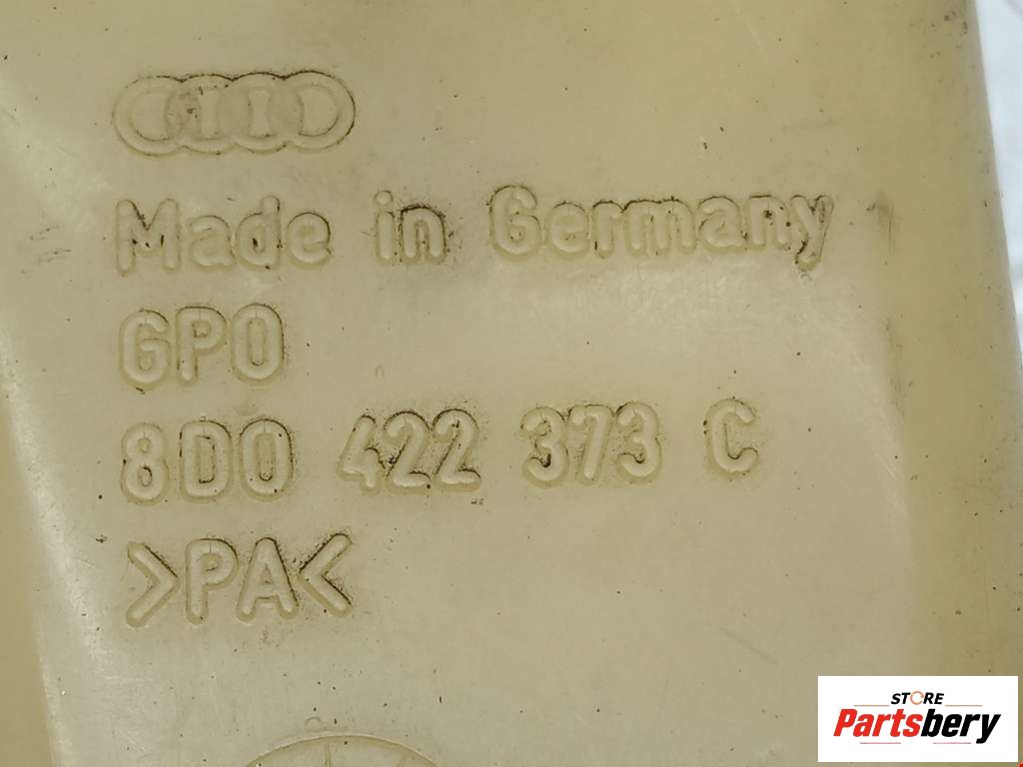 Made in Germany
GPO
8D0 422 373 C
>PA<
STORE
Partsbery